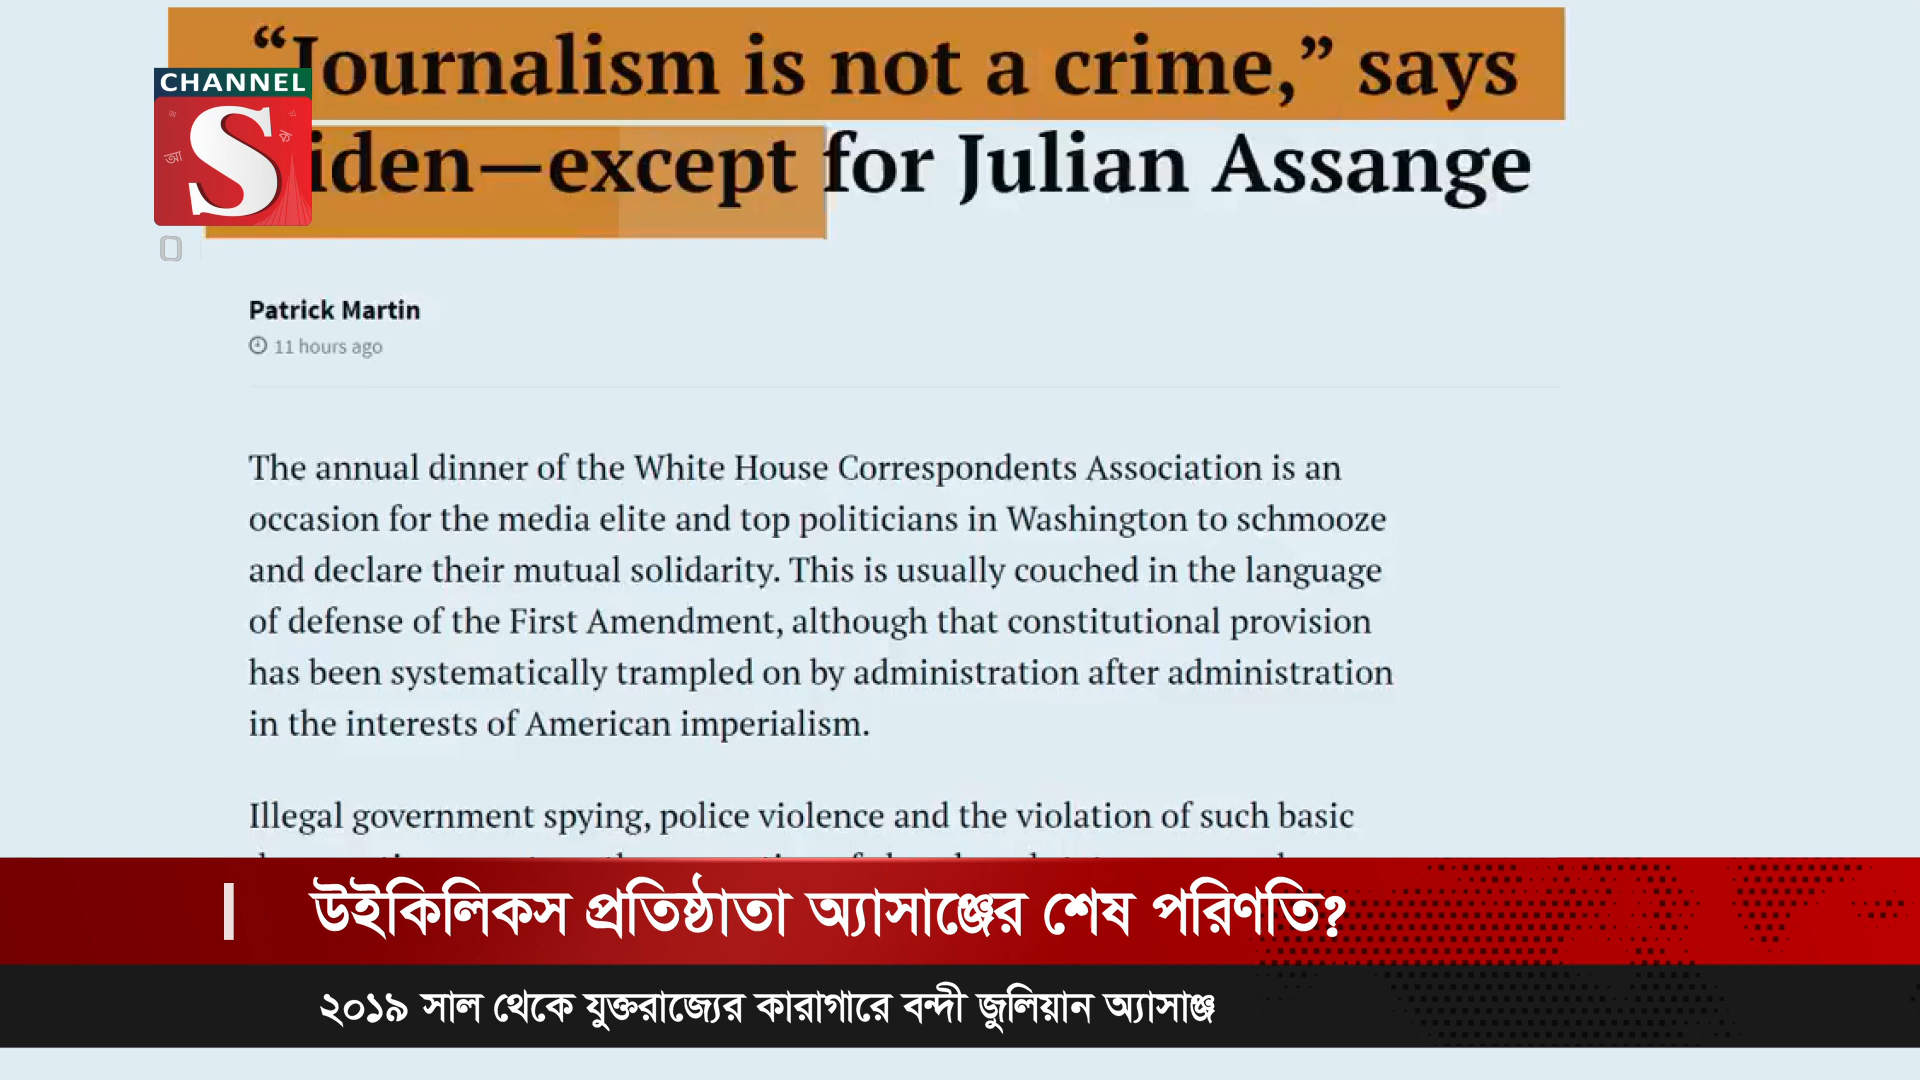 “Journalism is not a crime,” says
iden—except for Julian Assange
CHANNEL
S
Patrick Martin
11 hours ago
The annual dinner of the White House Correspondents Association is an
occasion for the media elite and top politicians in Washington to schmooze
and declare their mutual solidarity. This is usually couched in the language
of defense of the First Amendment, although that constitutional provision
has been systematically trampled on by administration after administration
in the interests of American imperialism.
Illegal government spying, police violence and the violation of such basic
উইকিলিকস প্রতিষ্ঠাতা অ্যাসাঞ্জের শেষ পরিণতি?
২০১৯ সাল থেকে যুক্তরাজ্যের কারাগারে বন্দী জুলিয়ান অ্যাসাঞ্জ